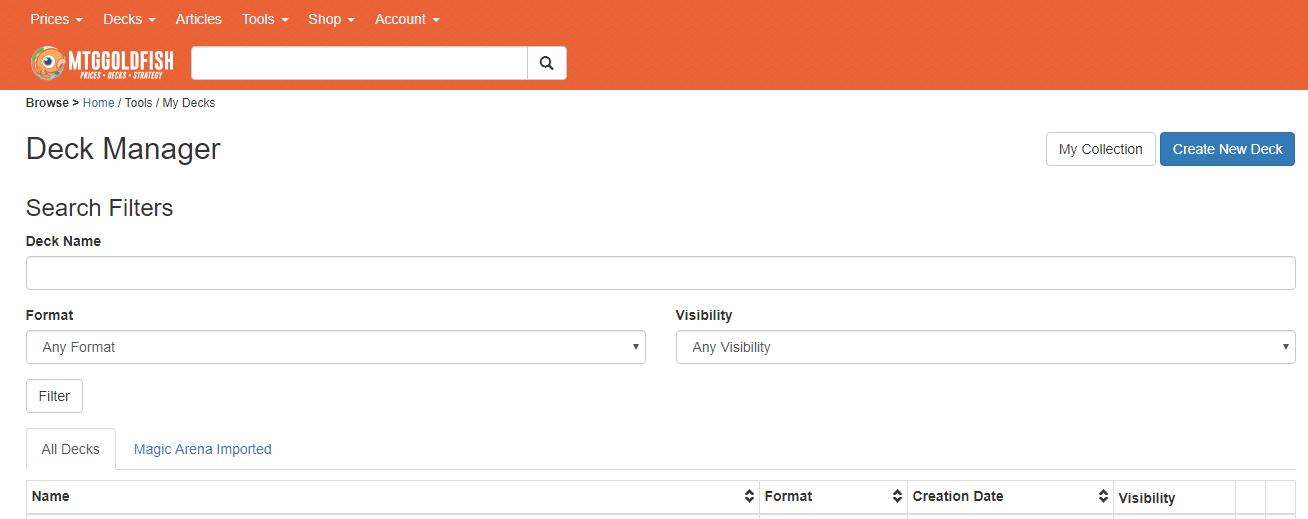 Prices Decks Articles Tools Shop Account
MTGGOLDFISH
PRICES • DECKS • STRATEGY
Browse > Home / Tools / My Decks
Deck Manager
My Collection Create New Deck
Search Filters
Deck Name
Format Visibility
Any Format Any Visibility
Filter
All Decks Magic Arena Imported
Name Format Creation Date Visibility